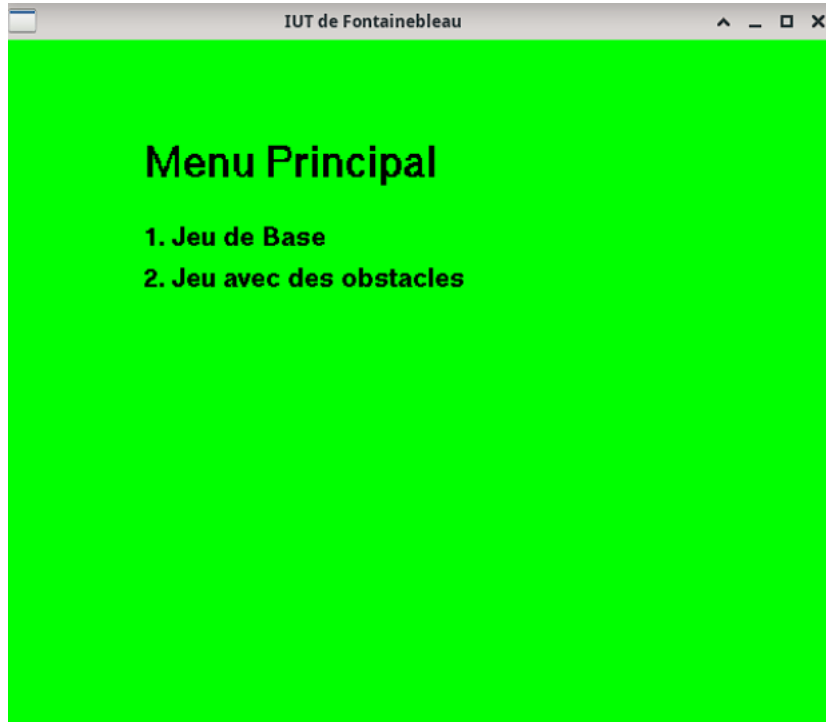 IUT de Fontainebleau
Menu Principal
1. Jeu de Base
2. Jeu avec des obstacles